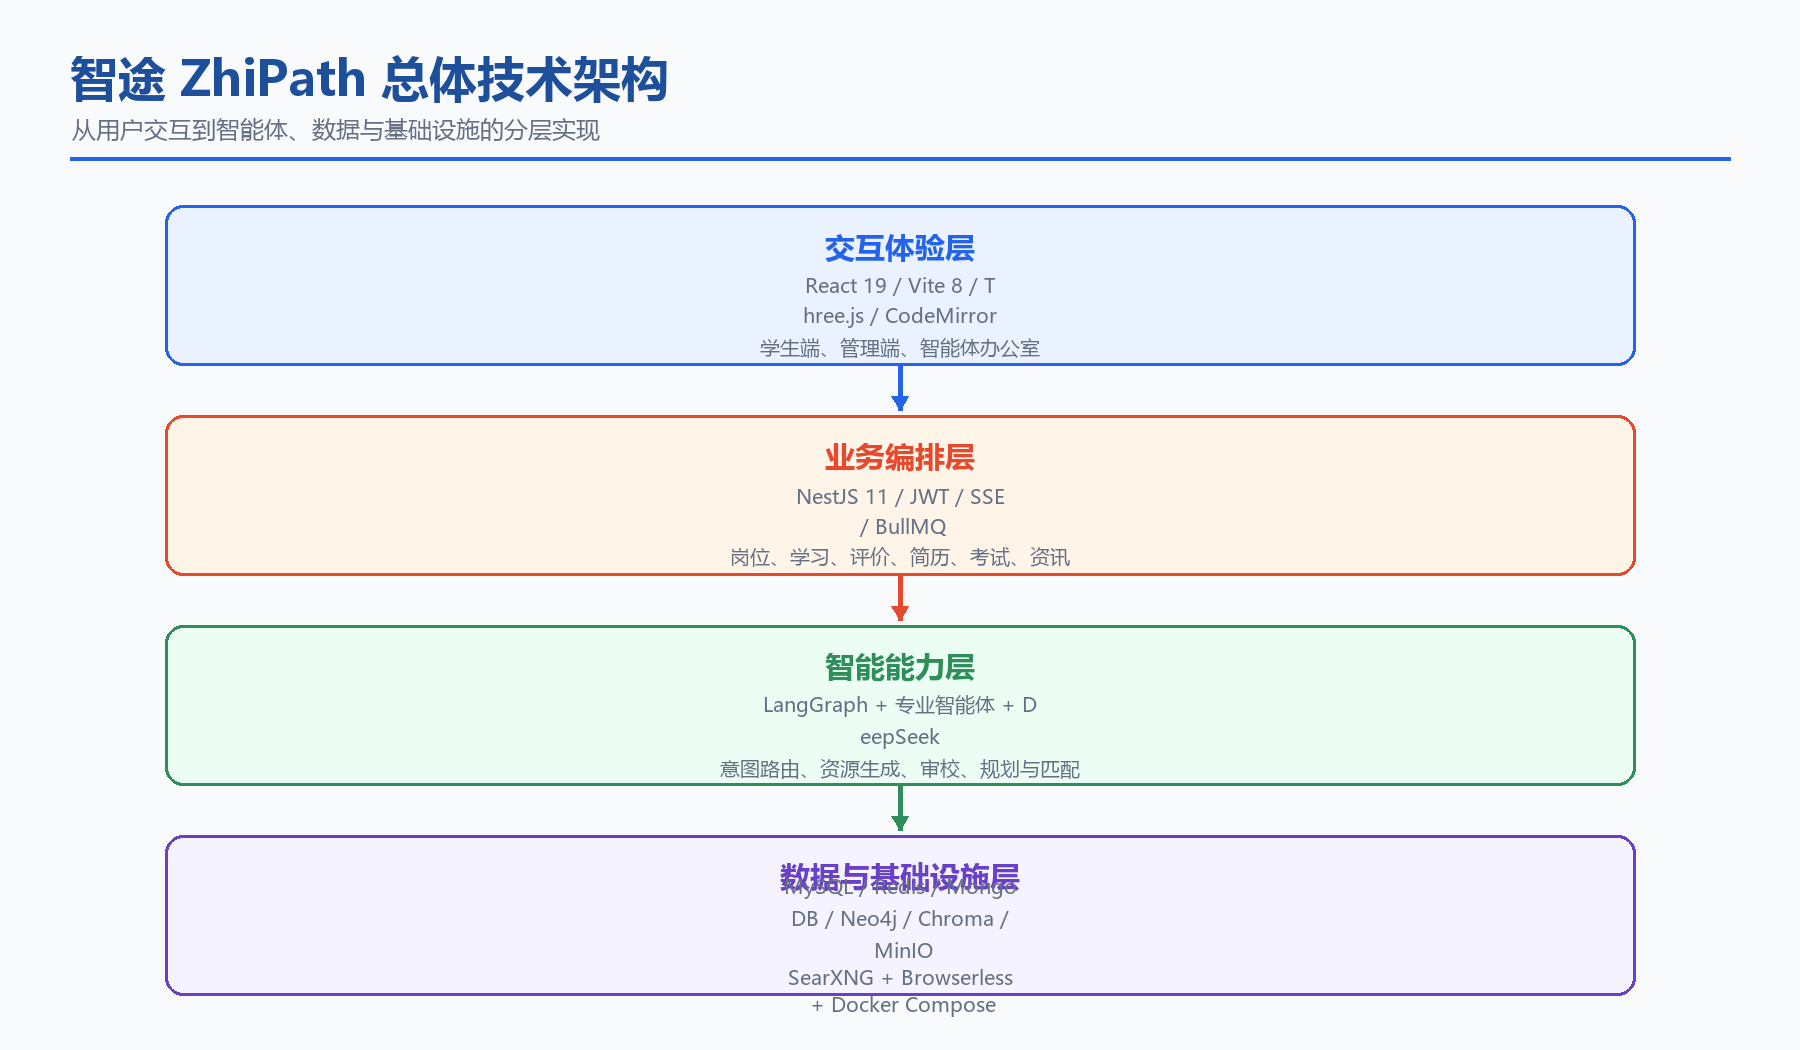 智途 ZhiPath 总体技术架构
从用户交互到智能体、数据与基础设施的分层实现
交互体验层
React 19 / Vite 8 / T
hree.js / CodeMirror
学生端、管理端、智能体办公室
业务编排层
NestJS 11 / JWT / SSE
/ BullMQ
岗位、学习、评价、简历、考试、资讯
智能能力层
LangGraph + 专业智能体 + D
eepSeek
意图路由、资源生成、审校、规划与匹配
数据与基础设施层
MySQL / Redis / Mongo
DB / Neo4j / Chroma /
MinIO
SearXNG + Browserless
+ Docker Compose